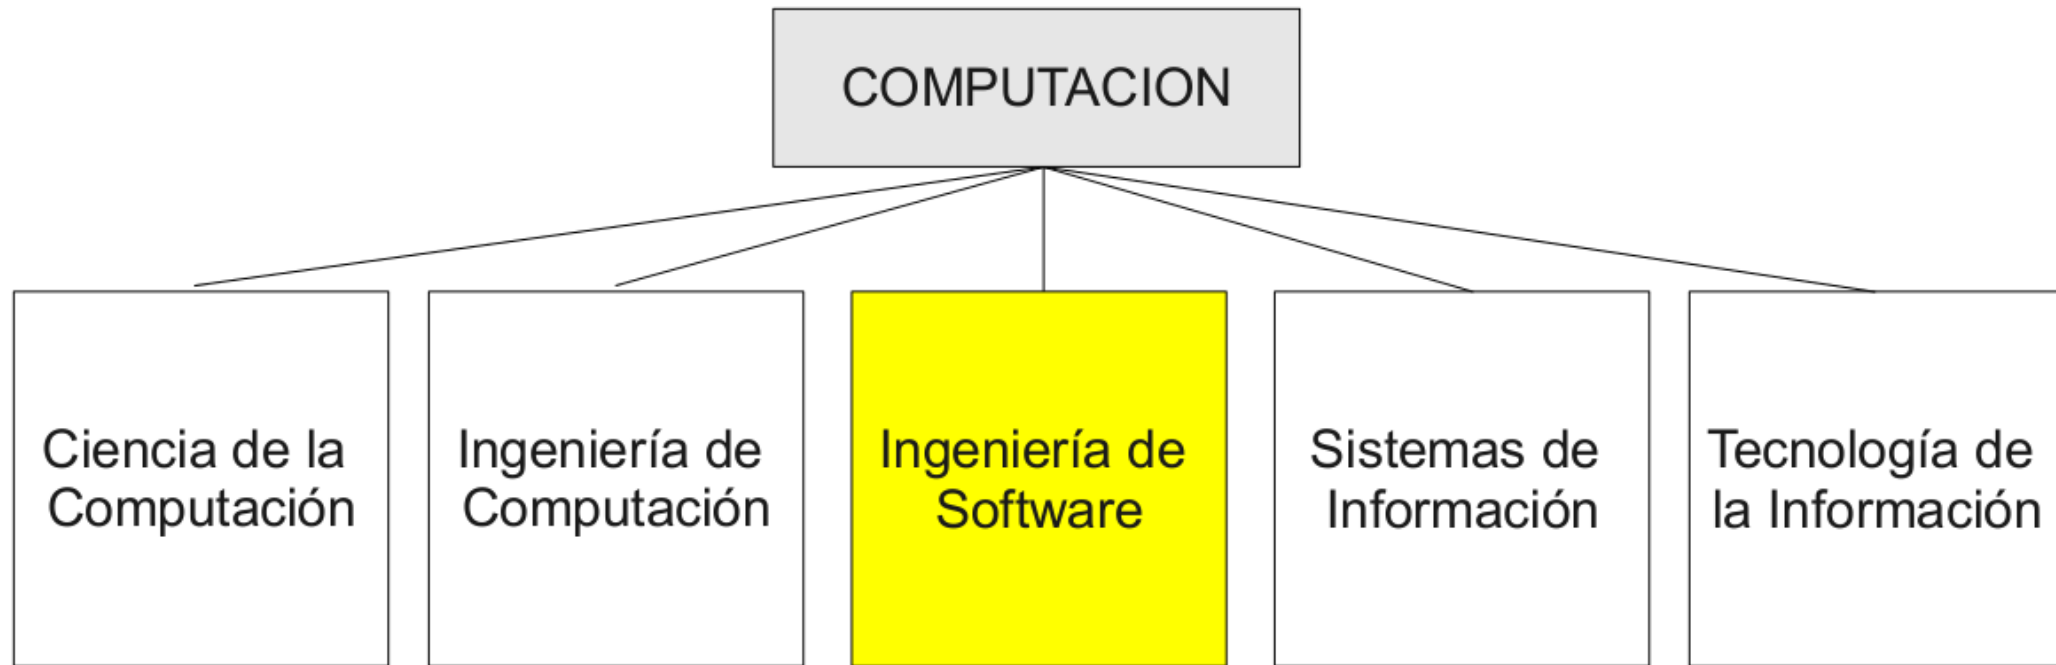 COMPUTACION
Ciencia de la
Computación
Ingeniería de
Computación
Ingeniería de
Software
Sistemas de
Información
Tecnología de
la Información